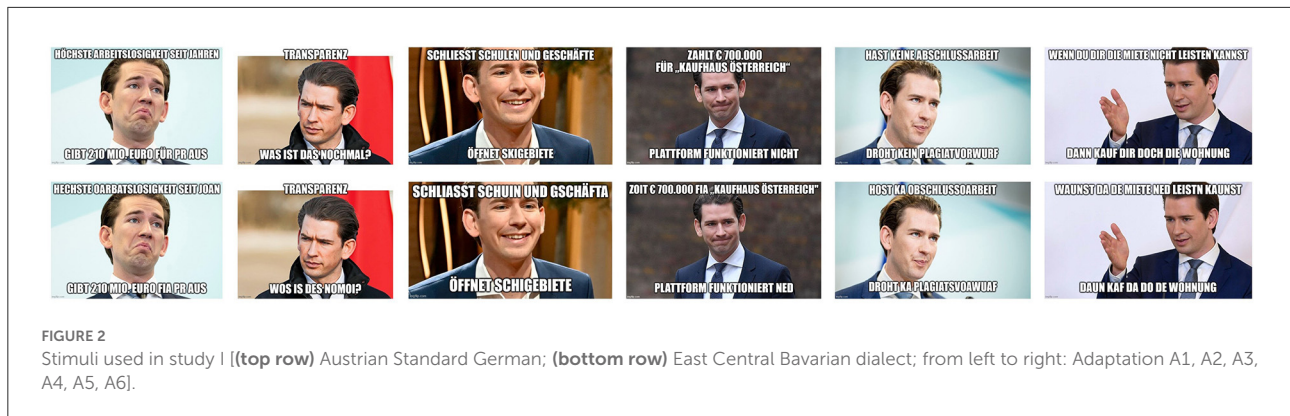 HÖCHSTE ARBEITSLOSIGKEIT SEIT JAHREN
GIBT 210 MIO. EURO FÜR PR AUS
TRANSPARENZ
WAS IST DAS NOCHMAL?
SCHLIESST SCHULEN UND GESCHÄFTE
ÖFFNET SKIGEBIETE
ZAHLT € 700.000
FÜR „KAUFHAUS ÖSTERREICH“
PLATTFORM FUNKTIONIERT NICHT
HAST KEINE ABSCHLUSSARBEIT
DROHT KEIN PLAGIATVORWURF
WENN DU DIR DIE MIETE NICHT LEISTEN KANNST
DANN KAUF DIR DOCH DIE WOHNUNG
HECHSTE OARBATSLOSIGKEIT SEIT JOAN
GIBT 210 MIO. EURO FIA PR AUS
TRANSPARENZ
WOS IS DES NOMOI?
SCHLIASST SCHUIN UND GSCHÄFTA
ÖFFNET SCHIGEBIETE
ZOIT € 700.000 FIA „KAUFHAUS ÖSTERREICH“
PLATTFORM FUNKTIONIERT NED
HOST KA OBSCHLUSSOARBEIT
DROHT KA PLAGIATSVOAWUAF
WAUNST DA DE MIETE NED LEISTN KAUNST
DAUN KAF DA DO DE WOHNUNG
FIGURE 2
Stimuli used in study I [(top row) Austrian Standard German; (bottom row) East Central Bavarian dialect; from left to right: Adaptation A1, A2, A3,
A4, A5, A6].